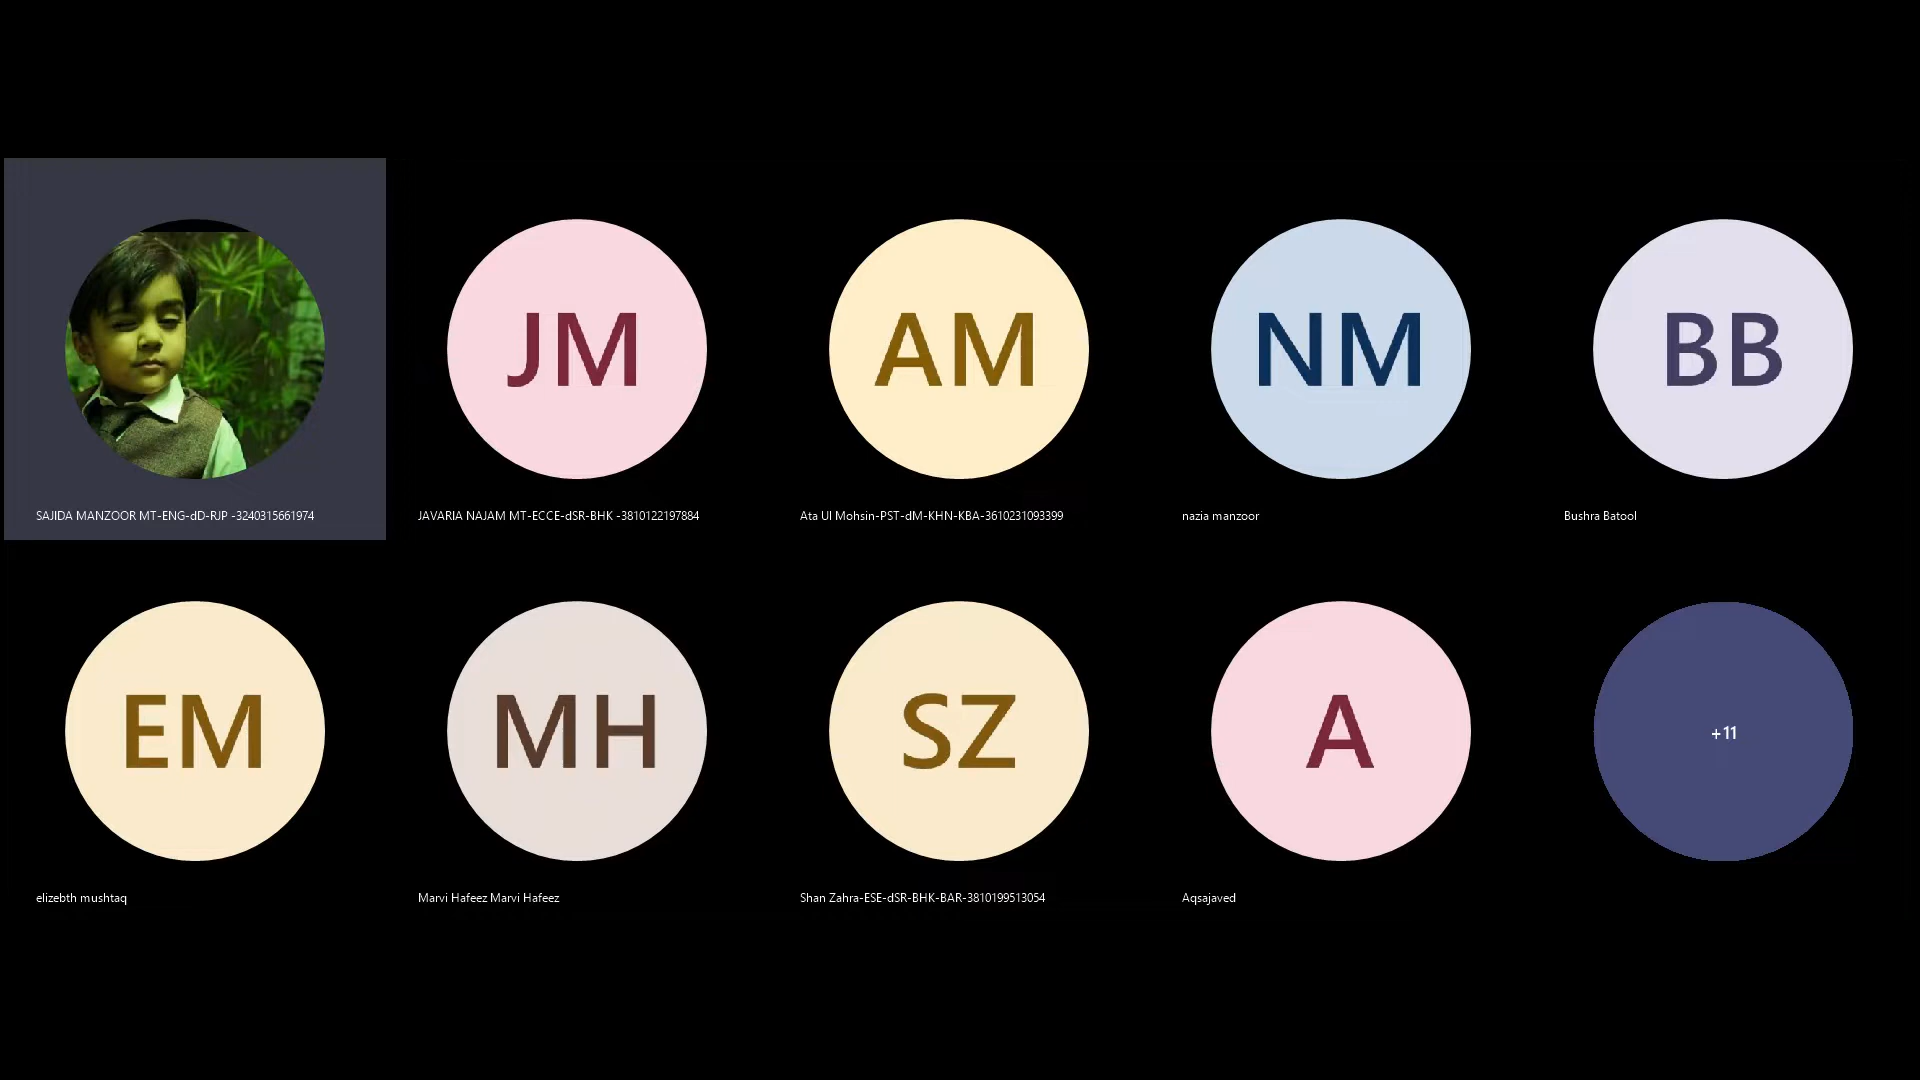 JM
AM
NM
BB
SAJIDA MANZOOR MT-ENG-dD-RJP -3240315661974
JAVARIA NAJAM MT-ECCE-dSR-BHK -3810122197884
Ata Ul Mohsin-PST-dM-KHN-KBA-3610231093399
nazia manzoor
Bushra Batool
EM
MH
SZ
A
+11
elizebth mushtaq
Marvi Hafeez Marvi Hafeez
Shan Zahra-ESE-dSR-BHK-BAR-3810199513054
Aqsajaved